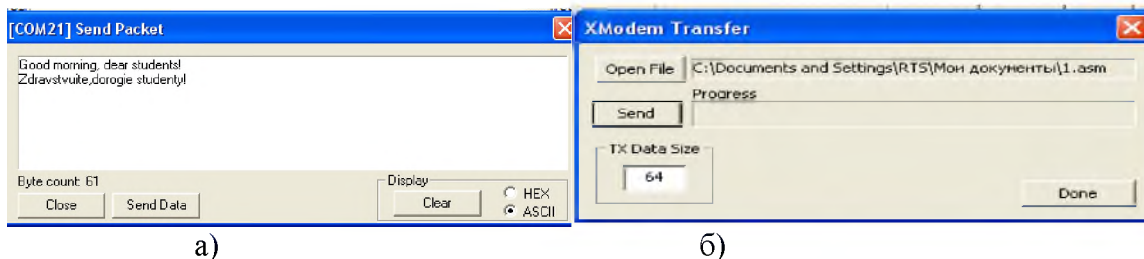 [COM21] Send Packet
Good morning, dear students!
Zdravstvuite,dorogie studenty!
Byte count: 61
Close
Send Data
Display
Clear
HEX
ASCII
а)
XModem Transfer
Open File
C:\Documents and Settings\RTS\Мои документы\1.asm
Progress
Send
TX Data Size
64
Done
б)